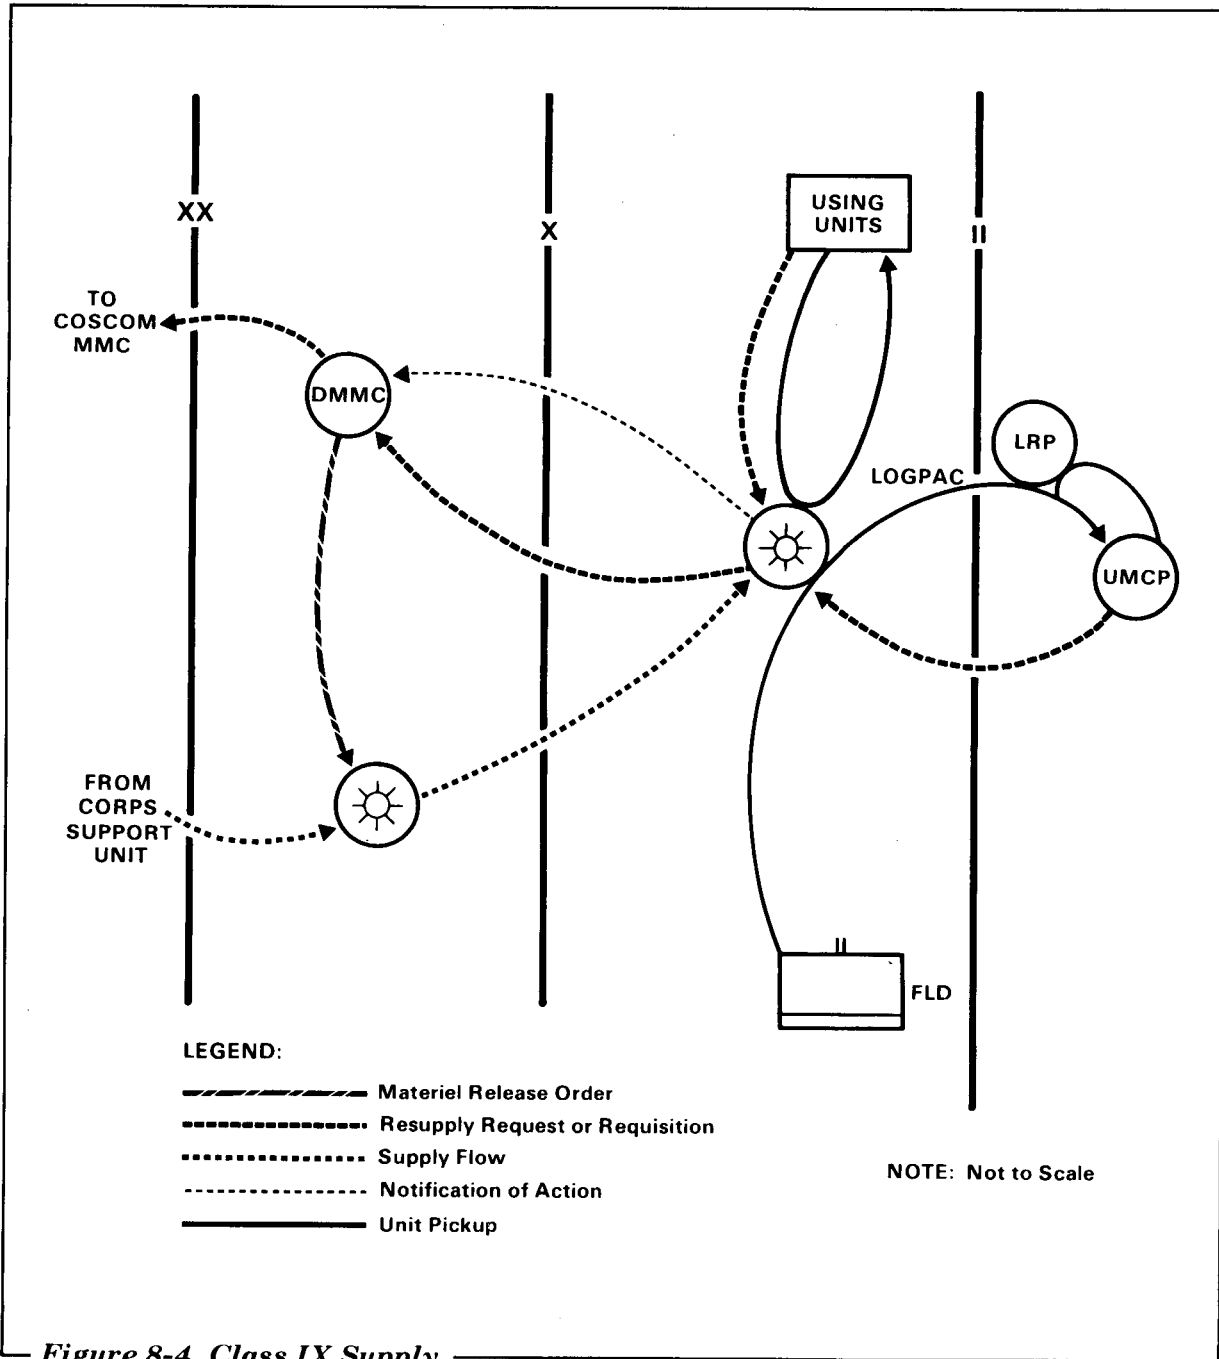 XX
X
USING
UNITS
II
TO
COSCOM
MMC
DMMC
LRP
LOGPAC
UMCP
FROM
CORPS
SUPPORT
UNIT
II
FLD
LEGEND:
Materiel Release Order
Resupply Request or Requisition
Supply Flow
Notification of Action
Unit Pickup
NOTE: Not to Scale
Figure 8-4. Class IX Supply